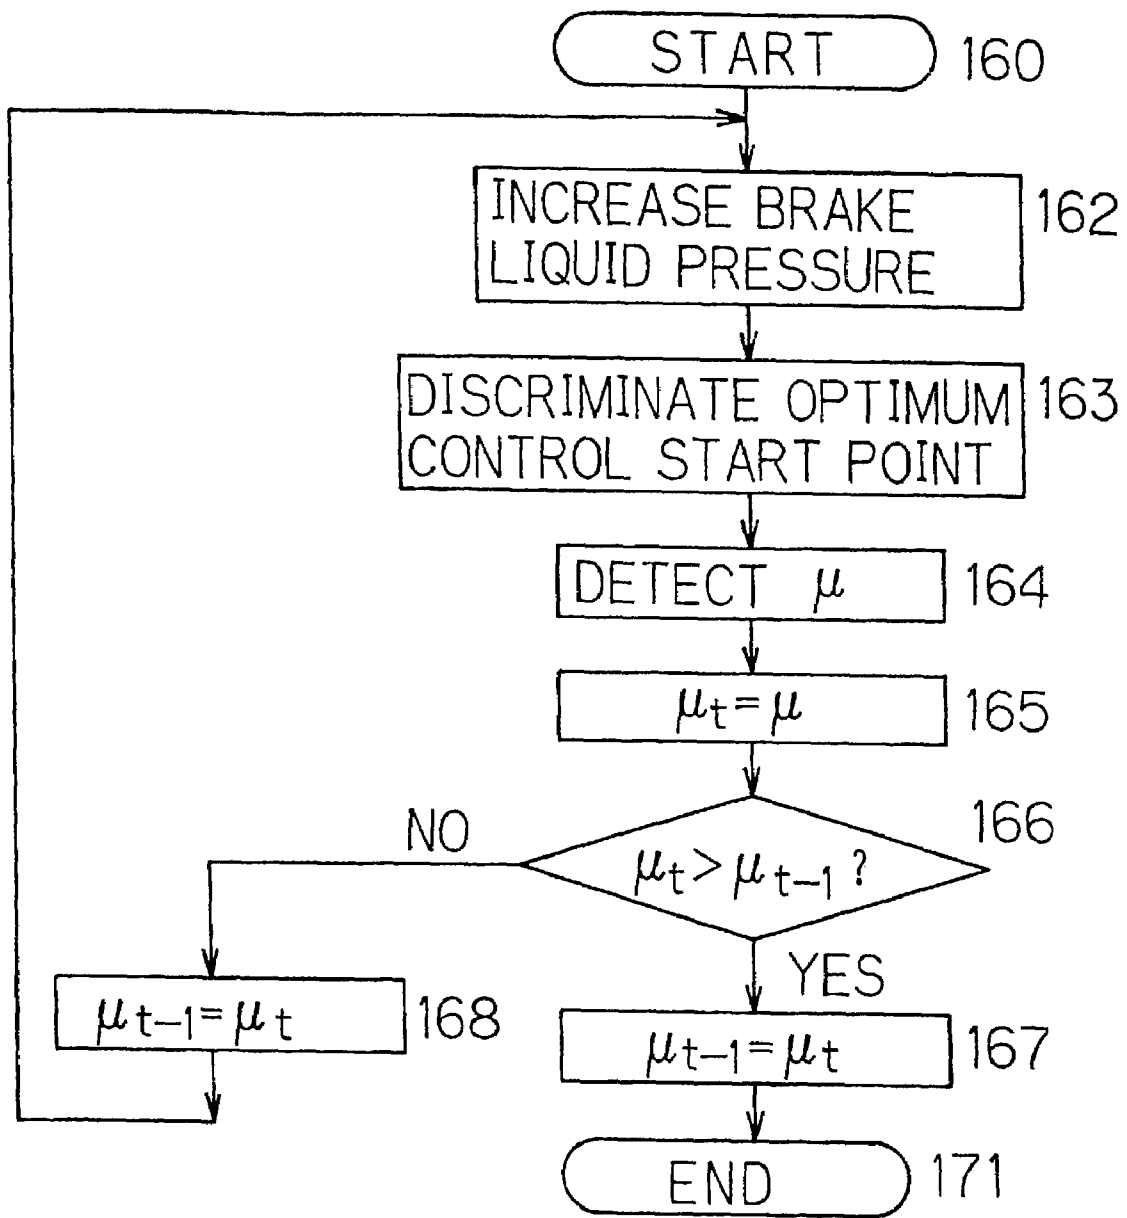 START 160
INCREASE BRAKE 162
LIQUID PRESSURE
DISCRIMINATE OPTIMUM 163
CONTROL START POINT
DETECT μ 164
μt=μ 165
NO 166
μt>μt-1?
YES
μt-1=μt 168
μt-1=μt 167
END 171